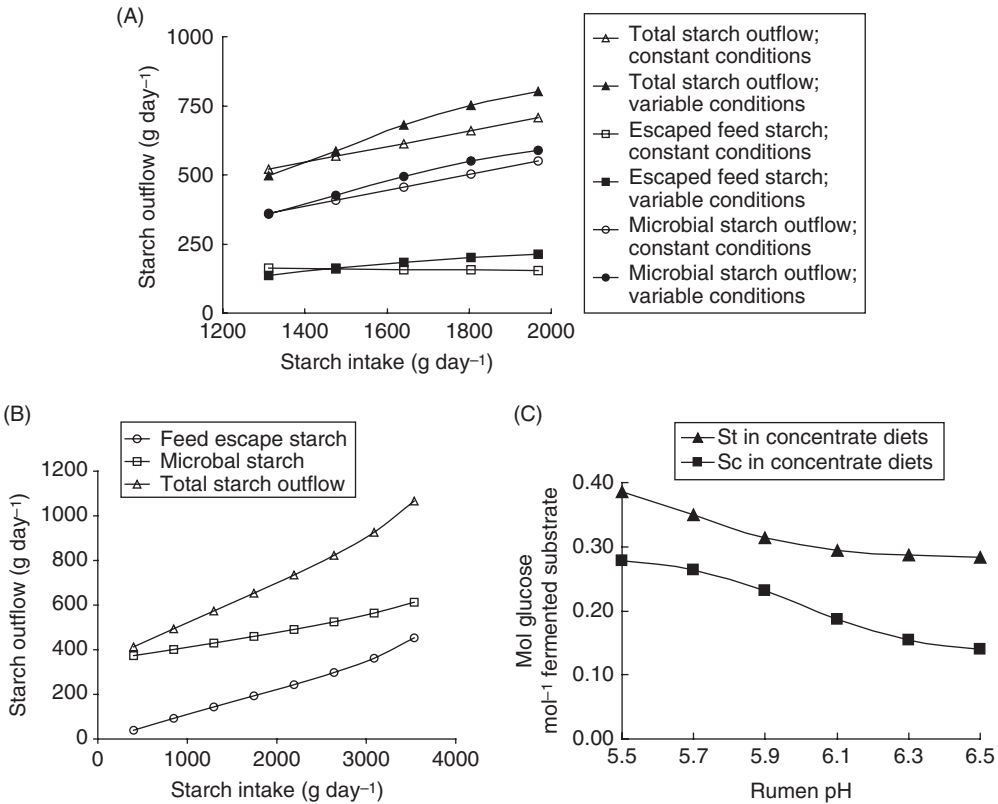 (A)
1000
750
500
250
0
1200
1400
1600
1800
2000
Starch outflow (g day−1)
Starch intake (g day−1)
Total starch outflow;
constant conditions
Total starch outflow;
variable conditions
Escaped feed starch;
constant conditions
Escaped feed starch;
variable conditions
Microbial starch outflow;
constant conditions
Microbial starch outflow;
variable conditions
(B)
Feed escape starch
Microbal starch
Total starch outflow
1200
1000
800
600
400
200
0
0
1000
2000
3000
4000
Starch outflow (g day−1)
Starch intake (g day−1)
(C)
St in concentrate diets
Sc in concentrate diets
0.40
0.30
0.20
0.10
0.00
5.5
5.7
5.9
6.1
6.3
6.5
Mol glucose
mol−1 fermented substrate
Rumen pH